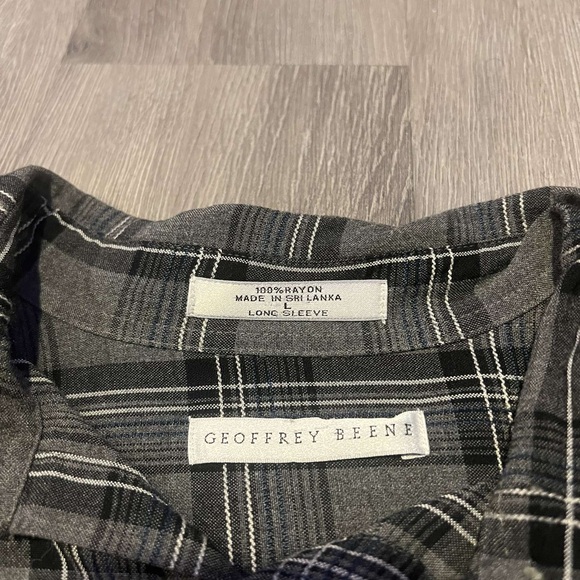 100% RAYON
MADE IN SRI LANKA
L
LONG SLEEVE
GEOFFREY BEENE